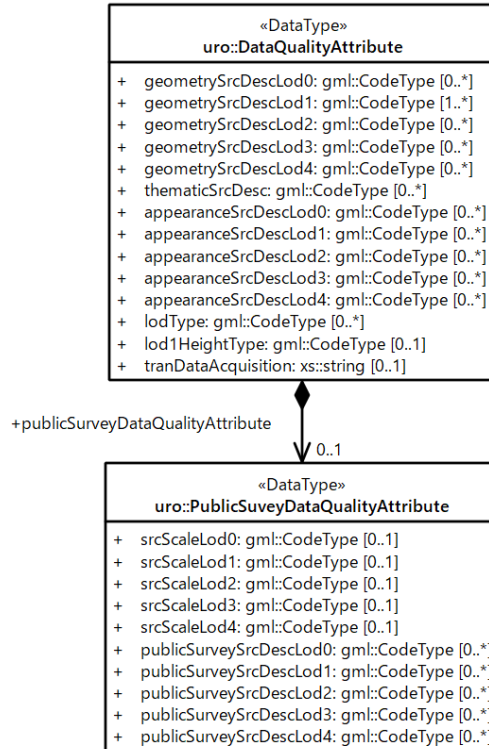 «DataType»
uro::DataQualityAttribute
+ geometrySrcDescLod0: gml::CodeType [0..*]
+ geometrySrcDescLod1: gml::CodeType [1..*]
+ geometrySrcDescLod2: gml::CodeType [0..*]
+ geometrySrcDescLod3: gml::CodeType [0..*]
+ geometrySrcDescLod4: gml::CodeType [0..*]
+ thematicSrcDesc: gml::CodeType [0..*]
+ appearanceSrcDescLod0: gml::CodeType [0..*]
+ appearanceSrcDescLod1: gml::CodeType [0..*]
+ appearanceSrcDescLod2: gml::CodeType [0..*]
+ appearanceSrcDescLod3: gml::CodeType [0..*]
+ appearanceSrcDescLod4: gml::CodeType [0..*]
+ lodType: gml::CodeType [0..*]
+ lod1HeightType: gml::CodeType [0..1]
+ tranDataAcquisition: xs::string [0..1]
+publicSurveyDataQualityAttribute
0..1
«DataType»
uro::PublicSuveyDataQualityAttribute
+ srcScaleLod0: gml::CodeType [0..1]
+ srcScaleLod1: gml::CodeType [0..1]
+ srcScaleLod2: gml::CodeType [0..1]
+ srcScaleLod3: gml::CodeType [0..1]
+ srcScaleLod4: gml::CodeType [0..1]
+ publicSurveySrcDescLod0: gml::CodeType [0..*]
+ publicSurveySrcDescLod1: gml::CodeType [0..*]
+ publicSurveySrcDescLod2: gml::CodeType [0..*]
+ publicSurveySrcDescLod3: gml::CodeType [0..*]
+ publicSurveySrcDescLod4: gml::CodeType [0..*]